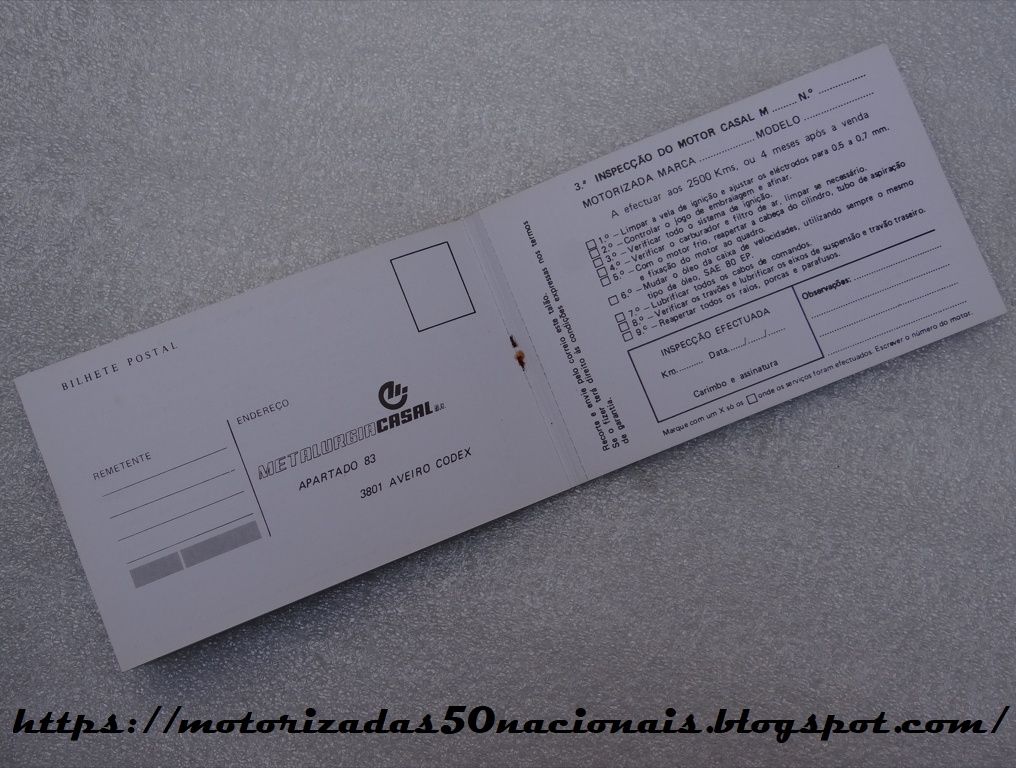 BILHETE POSTAL
REMETENTE
ENDEREÇO
METALURGIA CASAL
APARTADO 83
3801 AVEIRO CODEX
Recorte e envie pelo correio este talão.
Se o fizer terá direito às condições expressas nos termos
de garantia.
3.ª INSPECÇÃO DO MOTOR CASAL M ........ N.º ................
MOTORIZADA MARCA .................. MODELO ..................
A efectuar aos 2500 Kms, ou 4 meses após a venda
1.º – Limpar a vela de ignição e ajustar os eléctrodos para 0,5 a 0,7 mm.
2.º – Controlar o jogo de embraiagem e afinar.
3.º – Verificar todo o sistema de ignição.
4.º – Verificar o carburador e filtro de ar, limpar se necessário.
5.º – Com o motor frio, reapertar a cabeça do cilindro, tubo de aspiração
e fixação do motor ao quadro.
6.º – Mudar o óleo da caixa de velocidades, utilizando sempre o mesmo
tipo de óleo, SAE 80 EP.
7.º – Lubrificar todos os cabos de comandos.
8.º – Verificar os travões e lubrificar os eixos de suspensão e travão traseiro.
9.º – Reapertar todos os raios, porcas e parafusos.
INSPECÇÃO EFECTUADA
Km........... Data....../....../......
Carimbo e assinatura
Observações:
Marque com um X só os □ onde os serviços foram efectuados. Escrever o número do motor.
https://motorizadas50nacionais.blogspot.com/